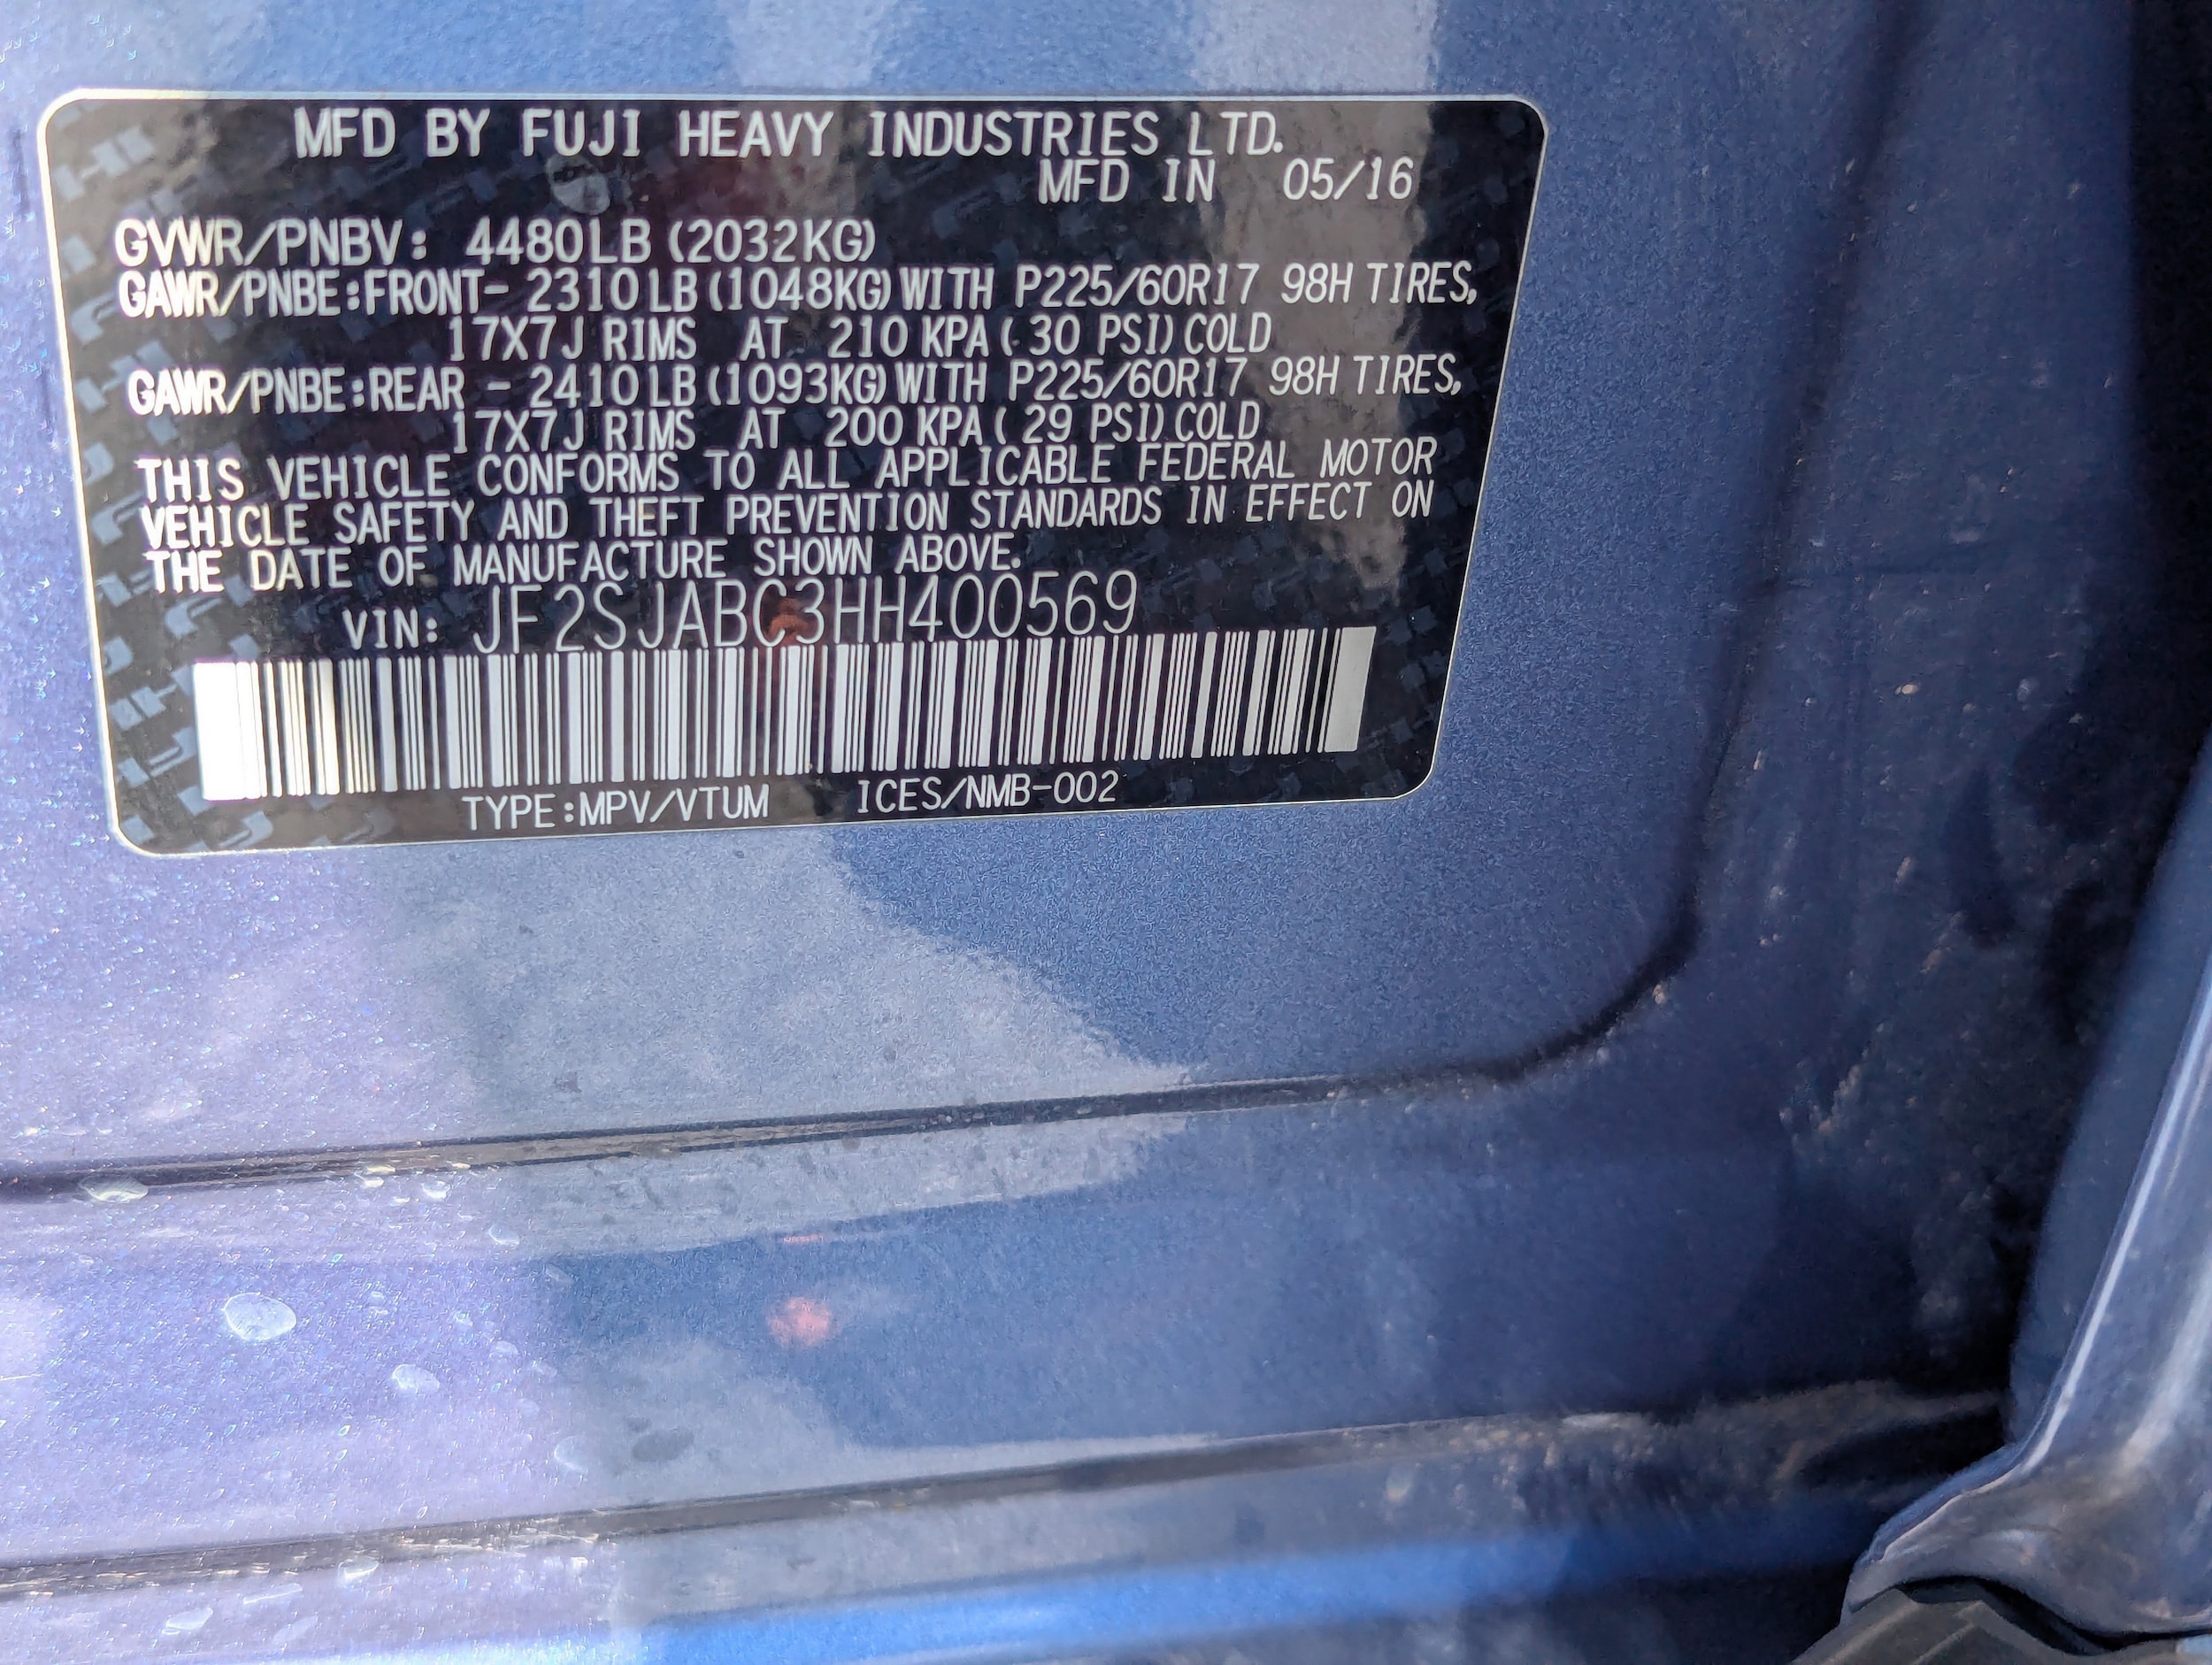 MFD BY FUJI HEAVY INDUSTRIES LTD.
MFD IN 05/16
GVWR/PNBV: 4480LB (2032KG)
GAWR/PNBE:FRONT- 2310LB (1048KG) WITH P225/60R17 98H TIRES,
17X7J RIMS AT 210 KPA ( 30 PSI) COLD
GAWR/PNBE:REAR - 2410LB (1093KG) WITH P225/60R17 98H TIRES,
17X7J RIMS AT 200 KPA ( 29 PSI) COLD
THIS VEHICLE CONFORMS TO ALL APPLICABLE FEDERAL MOTOR
VEHICLE SAFETY AND THEFT PREVENTION STANDARDS IN EFFECT ON
THE DATE OF MANUFACTURE SHOWN ABOVE.
VIN: JF2SJABC3HH400569
TYPE:MPV/VTUM ICES/NMB-002